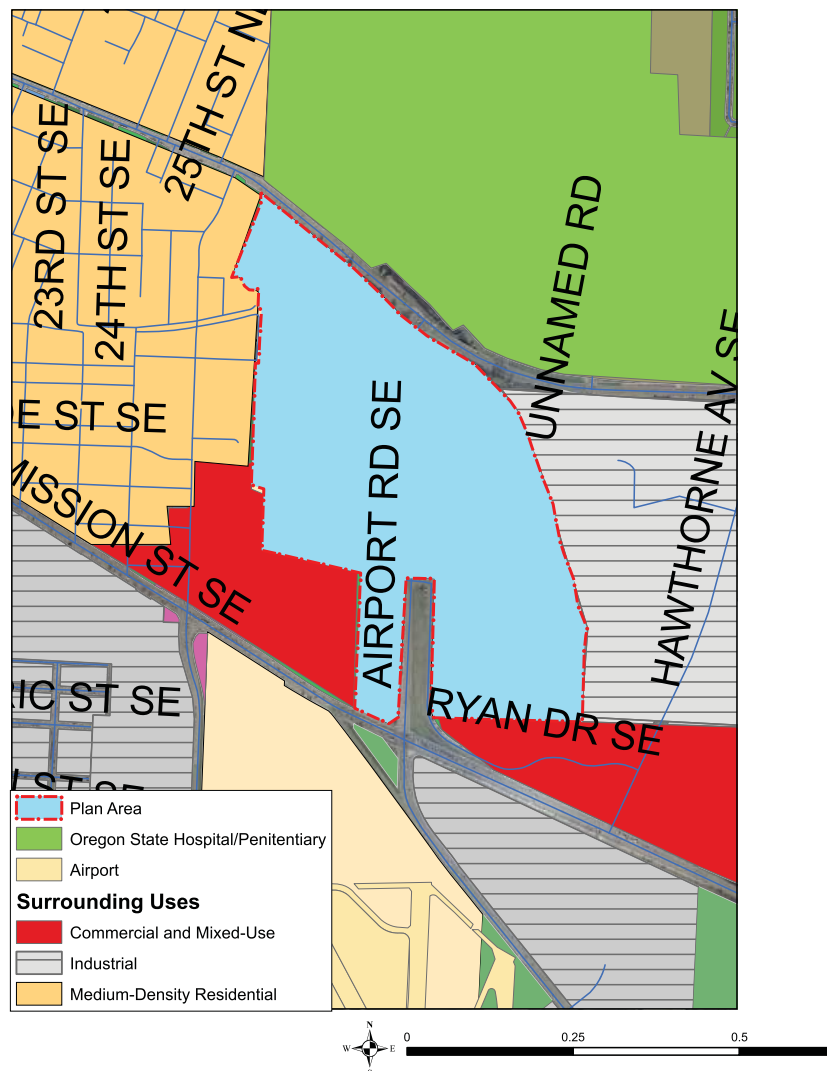 25TH ST N
23RD ST SE
24TH ST SE
UNNAMED RD
HAWTHORNE AV SE
AIRPORT RD SE
E ST SE
MISSION ST SE
RYAN DR SE
RIC ST SE
ST SE
Plan Area
Oregon State Hospital/Penitentiary
Airport
Surrounding Uses
Commercial and Mixed-Use
Industrial
Medium-Density Residential
N
W E
0 0.25 0.5